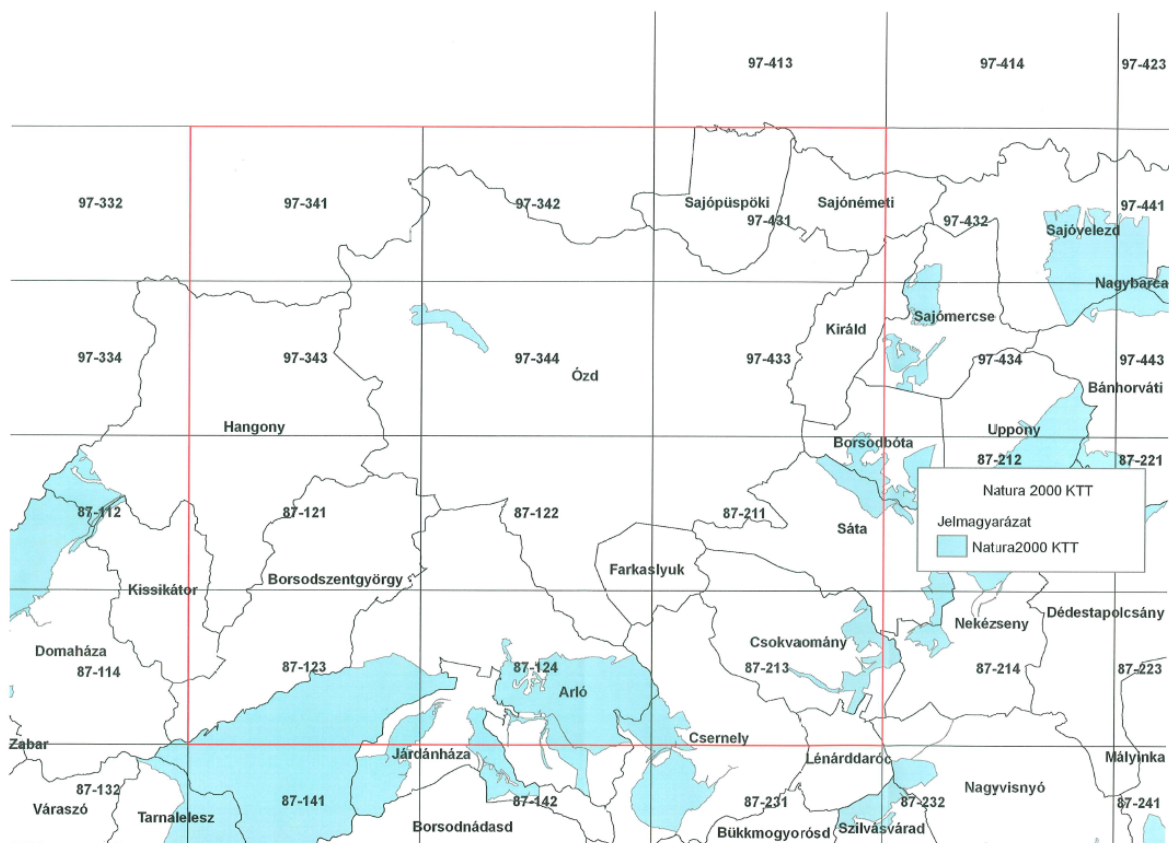 97-413
97-414
97-423
97-332
97-341
97-342
Sajópüspöki
Sajónémeti
97-431
97-432
97-441
Sajóvelezd
Nagybarca
Sajómercse
Királd
97-334
97-343
97-344
97-433
97-434
97-443
Ózd
Bánhorváti
Hangony
Borsodbóta
Uppony
87-212
87-221
Natura 2000 KTT
Jelmagyarázat
Natura2000 KTT
87-112
87-121
87-122
87-211
Sáta
Farkaslyuk
Borsodszentgyörgy
Kissikátor
Dédestapolcsány
Nekézseny
Csokvaomány
Domaháza
87-114
87-123
87-124
87-213
87-214
87-223
Arló
Zabar
Járdánháza
Csernely
Lénárddaróc
Mályinka
87-132
Nagyvisnyó
Váraszó
Tarnalelesz
87-141
87-142
87-231
87-232
87-241
Borsodnádasd
Bükkmogyorósd
Szilvásvárad